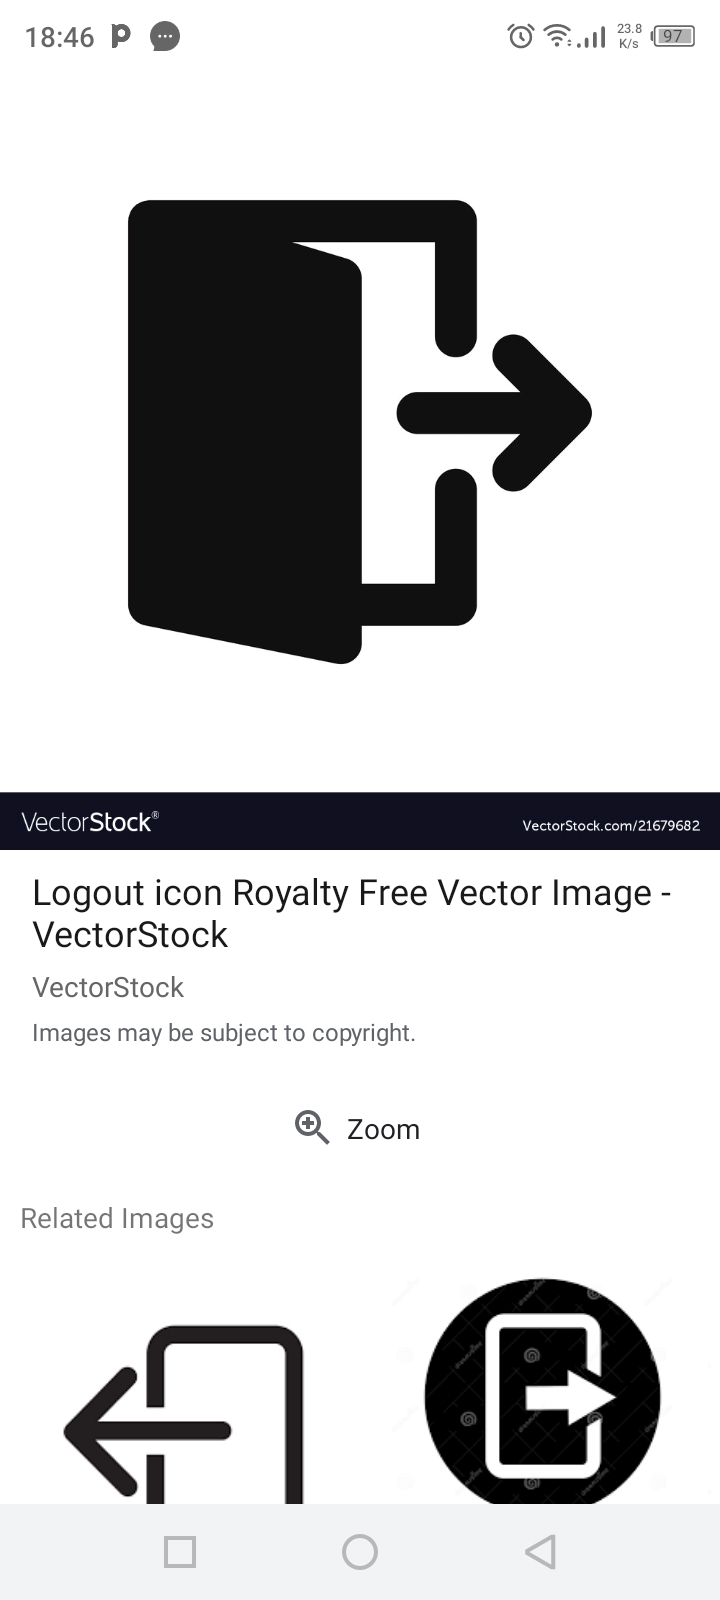 18:46
23.8
K/s
97
VectorStock®
VectorStock.com/21679682
Logout icon Royalty Free Vector Image -
VectorStock
VectorStock
Images may be subject to copyright.
Zoom
Related Images